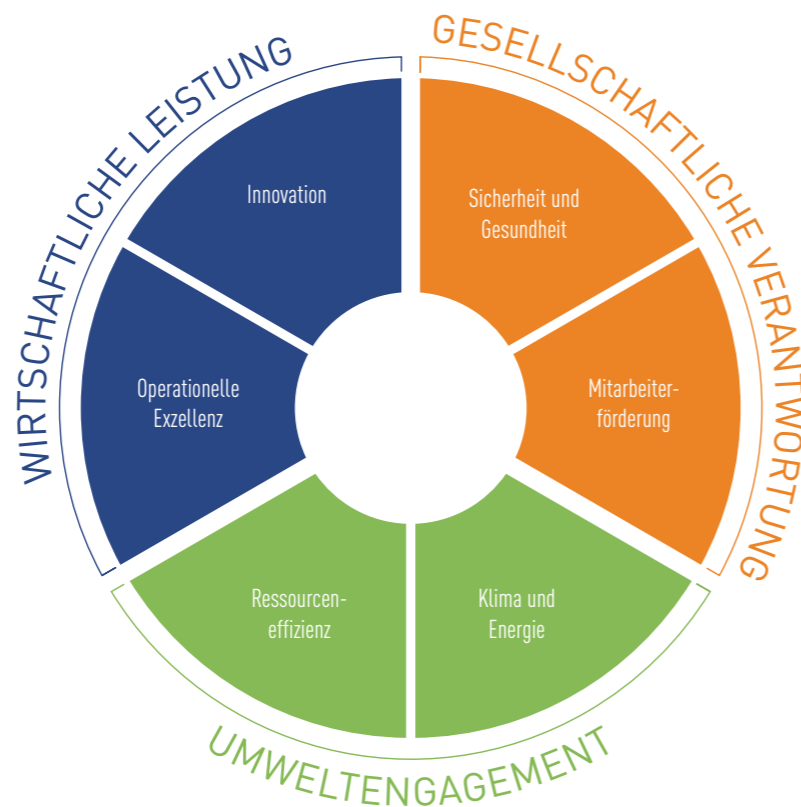 WIRTSCHAFTLICHE LEISTUNG
GESELLSCHAFTLICHE VERANTWORTUNG
Innovation
Sicherheit und
Gesundheit
Operationelle
Exzellenz
Mitarbeiter-
förderung
Ressourcen-
effizienz
Klima und
Energie
UMWELTENGAGEMENT